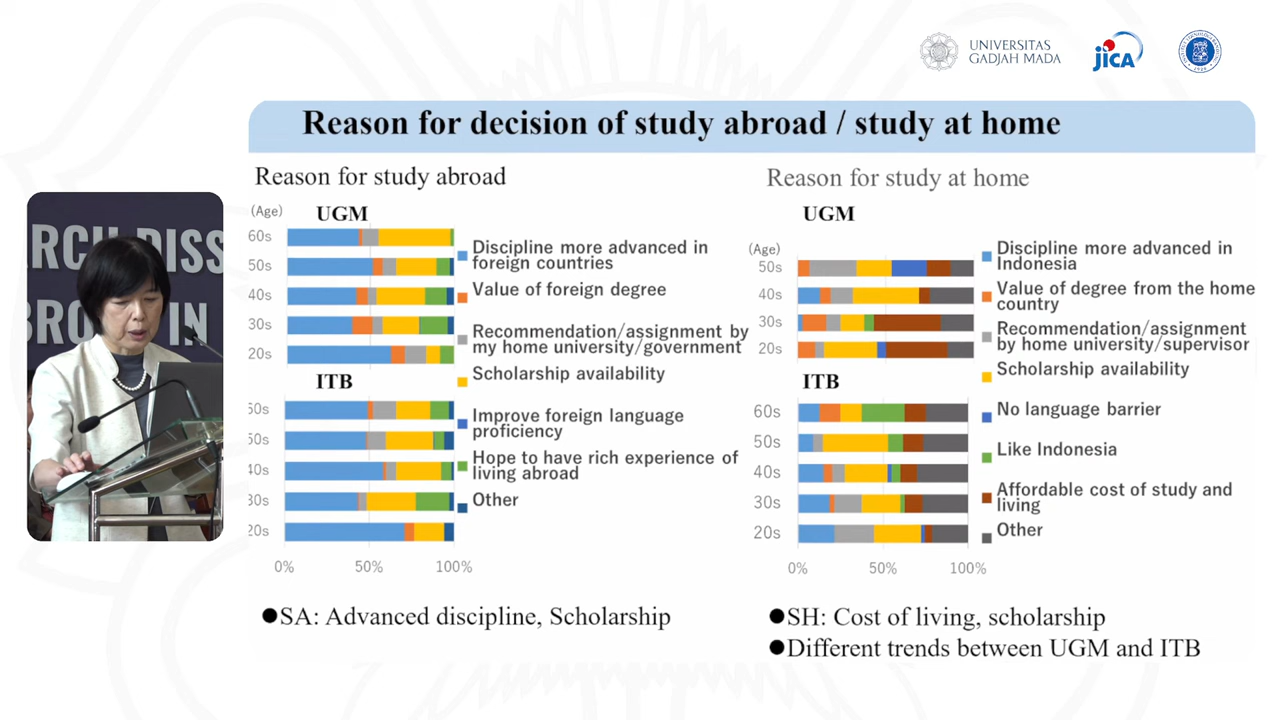 UNIVERSITAS
GADJAH MADA
JICA
Reason for decision of study abroad / study at home
RCH DISS
BRO
IN
Reason for study abroad
(Age)
UGM
60s
50s
40s
30s
20s
ITB
50s
40s
0%
50%
100%
Discipline more advanced in
foreign countries
Value of foreign degree
Recommendation/assignment by
my home university/government
Scholarship availability
Improve foreign language
proficiency
Hope to have rich experience of
living abroad
Other
●SA: Advanced discipline, Scholarship
Reason for study at home
UGM
(Age)
50s
40s
30s
20s
ITB
60s
50s
40s
30s
20s
0%
50%
100%
Discipline more advanced in
Indonesia
Value of degree from the home
country
Recommendation/assignment
by home university/supervisor
Scholarship availability
No language barrier
Like Indonesia
Affordable cost of study and
living
Other
●SH: Cost of living, scholarship
●Different trends between UGM and ITB